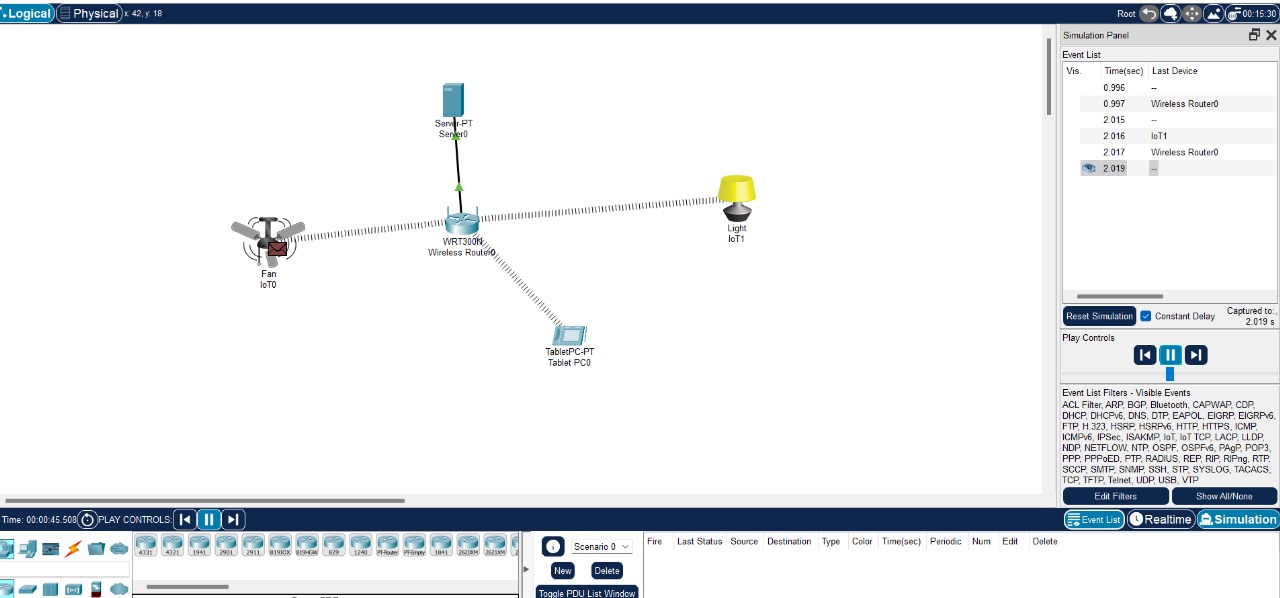 Logical Physical x: 42, y: 18 Root 00:15:30
Server-PT
Server0
WRT300N
Wireless Router0
Fan
IoT0
Light
IoT1
TabletPC-PT
Tablet PC0
Simulation Panel
Event List
Vis. Time(sec) Last Device
0.996 --
0.997 Wireless Router0
2.015 --
2.016 IoT1
2.017 Wireless Router0
2.019 --
Reset Simulation Constant Delay Captured to:
2.019 s
Play Controls
Event List Filters - Visible Events
ACL Filter, ARP, BGP, Bluetooth, CAPWAP, CDP,
DHCP, DHCPv6, DNS, DTP, EAPOL, EIGRP, EIGRPv6,
FTP, H.323, HSRP, HSRPv6, HTTP, HTTPS, ICMP,
ICMPv6, IPSec, ISAKMP, IoT, IoT TCP, LACP, LLDP,
NDP, NETFLOW, NTP, OSPF, OSPFv6, PAgP, POP3,
PPP, PPPoED, PTP, RADIUS, REP, RIP, RIPng, RTP,
SCCP, SMTP, SNMP, SSH, STP, SYSLOG, TACACS,
TCP, TFTP, Telnet, UDP, USB, VTP
Edit Filters Show All/None
Time: 00:00:45.508 PLAY CONTROLS: Event List Realtime Simulation
4331 4321 1941 2901 2911 819IOX 819HGW 829 1240 PT-Router PT-Empty 1841 2620XM 2621XM
Scenario 0
New Delete
Toggle PDU List Window
Fire Last Status Source Destination Type Color Time(sec) Periodic Num Edit Delete